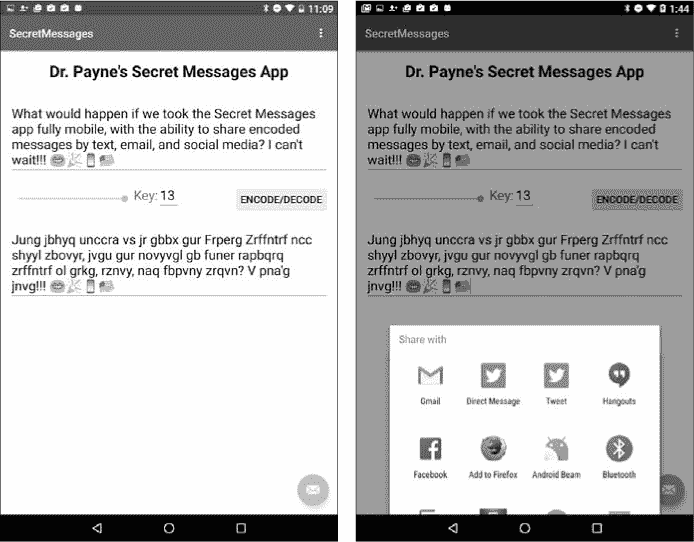 11:09
SecretMessages
Dr. Payne's Secret Messages App
What would happen if we took the Secret Messages
app fully mobile, with the ability to share encoded
messages by text, email, and social media? I can't
wait!!!
Key: 13
ENCODE/DECODE
Jung jbhyq unccra vs jr gbbx gur Frperg Zrffntrf ncc
shyyl zbovyr, jvgu gur novyvgl gb funer rapbqrq
zrffntrf ol grkg, rznvy, naq fbpvny zrqvn? V pna'g
jnvg!!!
1:44
SecretMessages
Dr. Payne's Secret Messages App
What would happen if we took the Secret Messages
app fully mobile, with the ability to share encoded
messages by text, email, and social media? I can't
wait!!!
Key: 13
ENCODE/DECODE
Jung jbhyq unccra vs jr gbbx gur Frperg Zrffntrf ncc
shyyl zbovyr, jvgu gur novyvgl gb funer rapbqrq
zrffntrf ol grkg, rznvy, naq fbpvny zrqvn? V pna'g
jnvg!!!
Share with
Gmail
Direct Message
Tweet
Hangouts
Facebook
Add to Firefox
Android Beam
Bluetooth